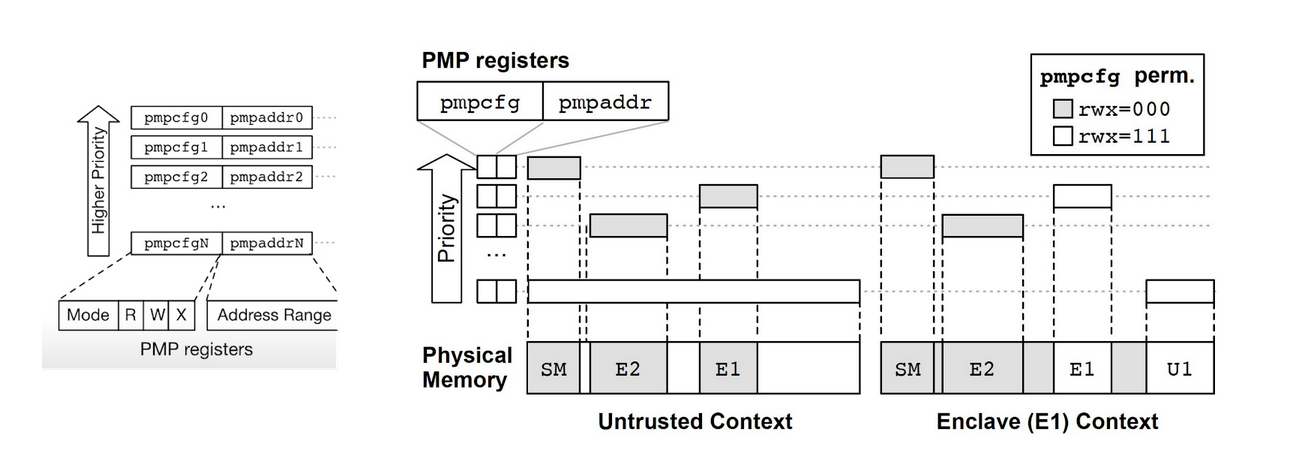 pmpcfg0 pmpaddr0
pmpcfg1 pmpaddr1
pmpcfg2 pmpaddr2
...
pmpcfgN pmpaddrN
Higher Priority
Mode R W X Address Range
PMP registers
PMP registers
pmpcfg pmpaddr
Priority
...
pmpcfg perm.
rwx=000
rwx=111
Physical
Memory
SM E2 E1
SM E2 E1 U1
Untrusted Context
Enclave (E1) Context